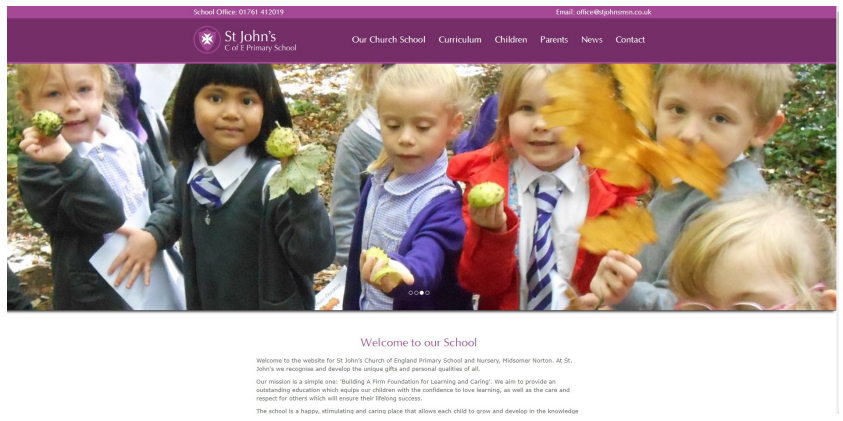 School Office: 01761 412019
Email: office@stjohnsmsn.co.uk
St John's
C of E Primary School
Our Church School Curriculum Children Parents News Contact
Welcome to our School
Welcome to the website for St John's Church of England Primary School and Nursery, Midsomer Norton. At St.
John's we recognise and develop the unique gifts and personal qualities of all.
Our mission is a simple one: 'Building A Firm Foundation for Learning and Caring'. We aim to provide an
outstanding education which equips our children with the confidence to love learning, as well as the care and
respect for others which will ensure their lifelong success.
The school is a happy, stimulating and caring place that allows each child to grow and develop in the knowledge